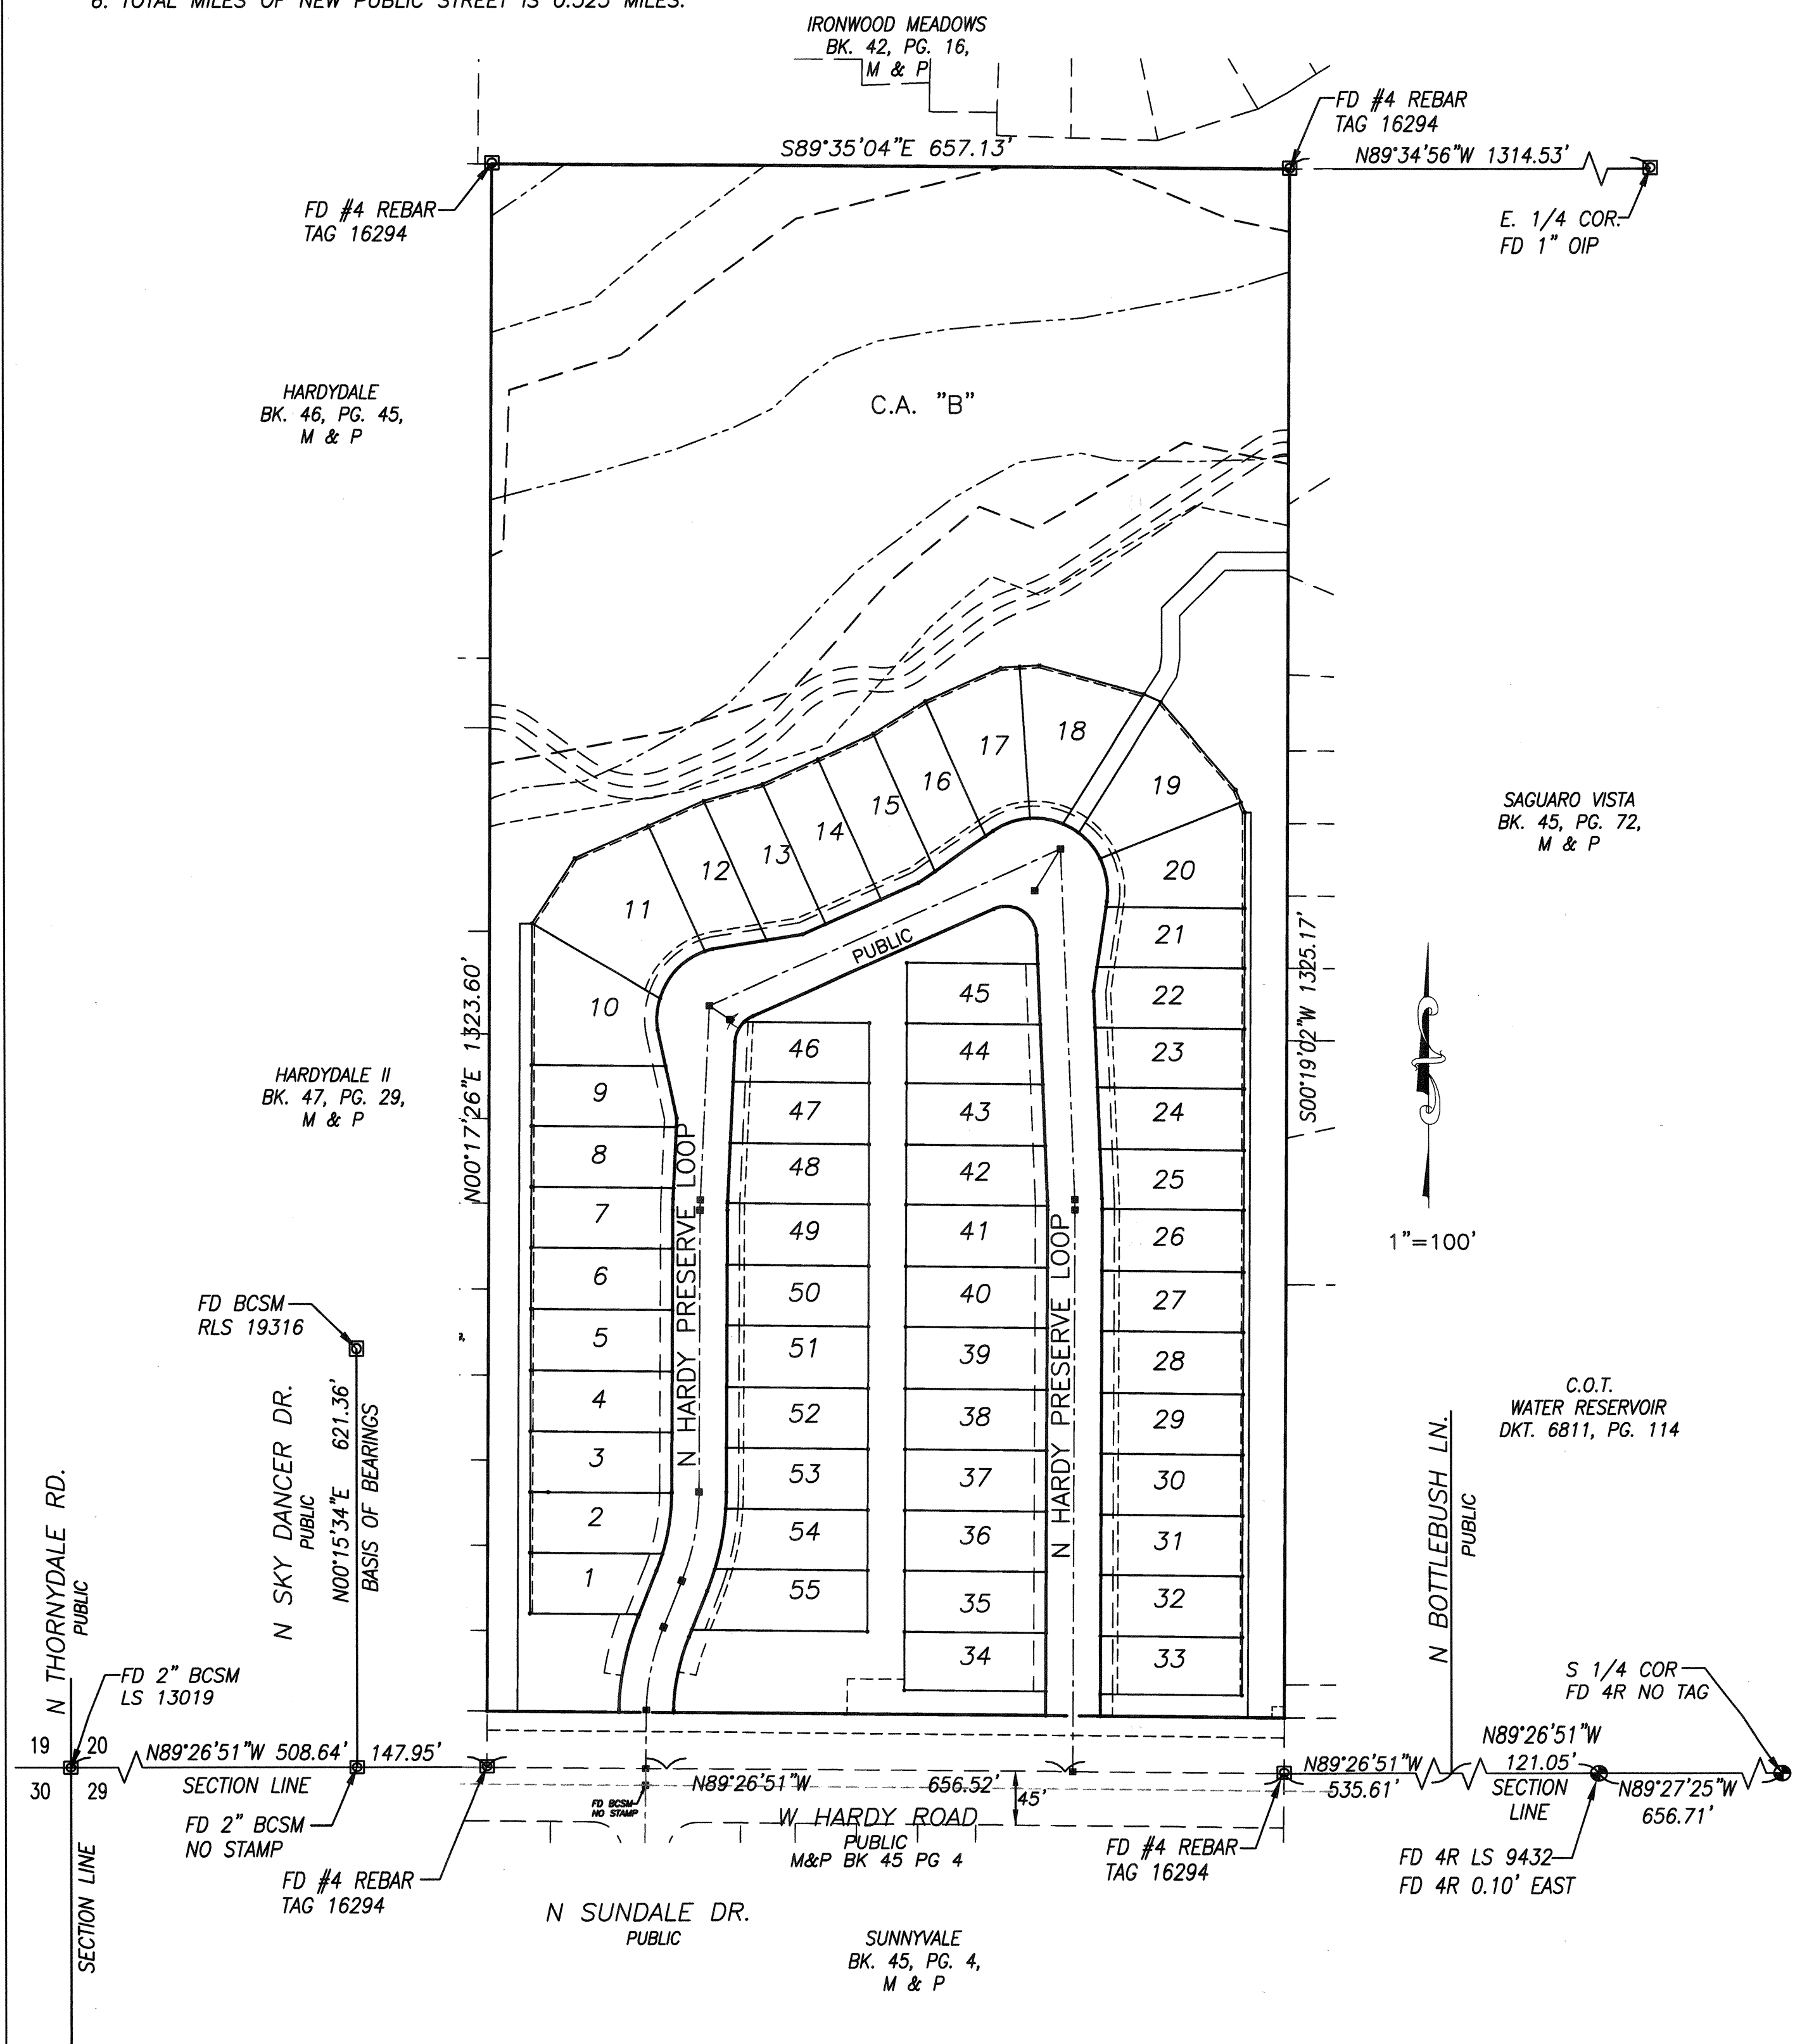 6. TOTAL MILES OF NEW PUBLIC STREET IS 0.525 MILES.
IRONWOOD MEADOWS
BK. 42, PG. 16,
M & P
FD #4 REBAR
TAG 16294
S89°35'04"E 657.13'
N89°34'56"W 1314.53'
FD #4 REBAR
TAG 16294
E. 1/4 COR.
FD 1" OIP
HARDYDALE
BK. 46, PG. 45,
M & P
C.A. "B"
18
17
19
16
15
14
13
12
11
10
20
21
22
23
24
25
26
27
28
29
30
31
32
33
SAGUARO VISTA
BK. 45, PG. 72,
M & P
PUBLIC
N00°17'26"E 1323.60'
S00°19'02"W 1325.17'
HARDYDALE II
BK. 47, PG. 29,
M & P
9
8
7
6
5
4
3
2
1
46
47
48
49
50
51
52
53
54
55
45
44
43
42
41
40
39
38
37
36
35
34
N HARDY PRESERVE LOOP
N HARDY PRESERVE LOOP
1"=100'
FD BCSM
RLS 19316
N SKY DANCER DR.
PUBLIC
N00°15'34"E 621.36'
BASIS OF BEARINGS
C.O.T.
WATER RESERVOIR
DKT. 6811, PG. 114
N BOTTLEBUSH LN.
PUBLIC
N THORNYDALE RD.
PUBLIC
FD 2" BCSM
LS 13019
S 1/4 COR
FD 4R NO TAG
19 20
30 29
N89°26'51"W 508.64' 147.95'
SECTION LINE
FD 2" BCSM
NO STAMP
FD #4 REBAR
TAG 16294
SECTION LINE
FD BCSM
NO STAMP
N89°26'51"W 656.52'
45'
W HARDY ROAD
PUBLIC
M&P BK 45 PG 4
N89°26'51"W
535.61'
N89°26'51"W
121.05'
SECTION
LINE
N89°27'25"W
656.71'
FD #4 REBAR
TAG 16294
FD 4R LS 9432
FD 4R 0.10' EAST
N SUNDALE DR.
PUBLIC
SUNNYVALE
BK. 45, PG. 4,
M & P